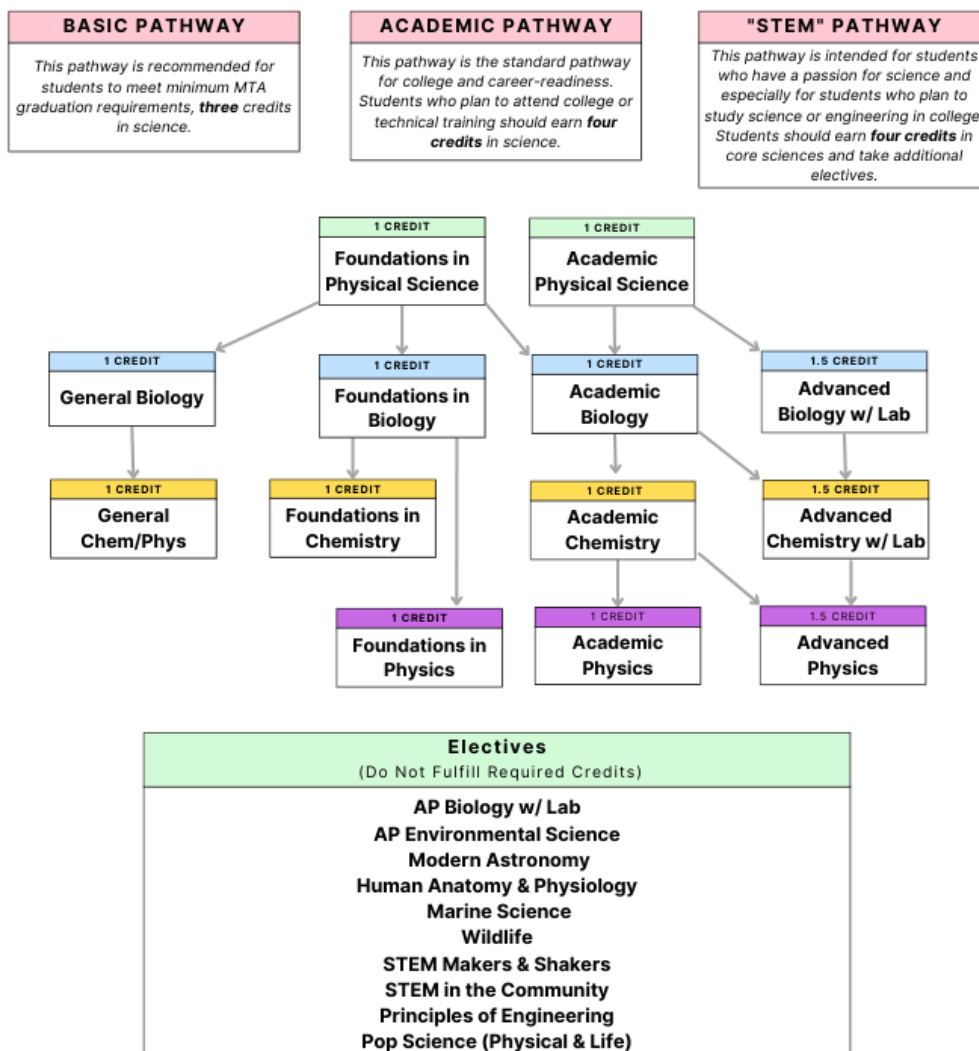 BASIC PATHWAY
This pathway is recommended for
students to meet minimum MTA
graduation requirements, three credits
in science.
ACADEMIC PATHWAY
This pathway is the standard pathway
for college and career-readiness.
Students who plan to attend college or
technical training should earn four
credits in science.
"STEM" PATHWAY
This pathway is intended for students
who have a passion for science and
especially for students who plan to
study science or engineering in college
Students should earn four credits in
core sciences and take additional
electives.
1 CREDIT
Foundations in
Physical Science
1 CREDIT
Academic
Physical Science
1 CREDIT
General Biology
1 CREDIT
Foundations in
Biology
1 CREDIT
Academic
Biology
1.5 CREDIT
Advanced
Biology w/ Lab
1 CREDIT
General
Chem/Phys
1 CREDIT
Foundations in
Chemistry
1 CREDIT
Academic
Chemistry
1.5 CREDIT
Advanced
Chemistry w/ Lab
1 CREDIT
Foundations in
Physics
1 CREDIT
Academic
Physics
1.5 CREDIT
Advanced
Physics
Electives
(Do Not Fulfill Required Credits)
AP Biology w/ Lab
AP Environmental Science
Modern Astronomy
Human Anatomy & Physiology
Marine Science
Wildlife
STEM Makers & Shakers
STEM in the Community
Principles of Engineering
Pop Science (Physical & Life)